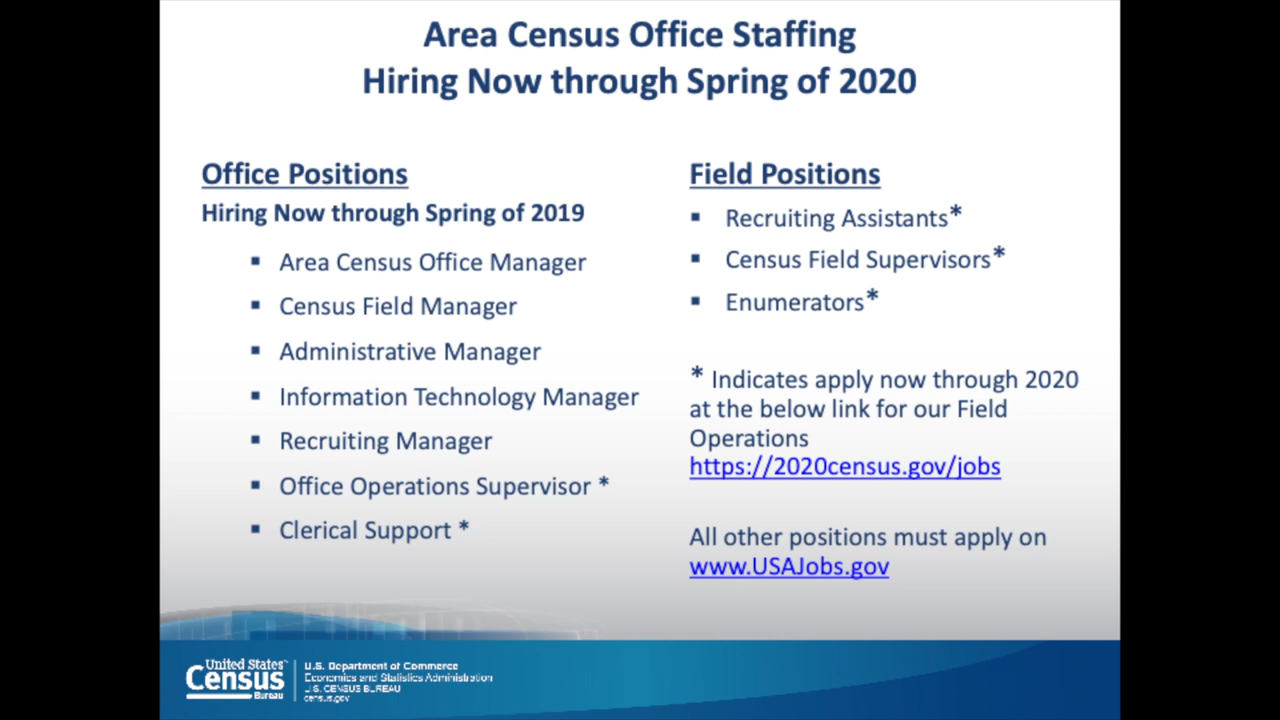 Area Census Office Staffing
Hiring Now through Spring of 2020
Office Positions
Hiring Now through Spring of 2019
▪ Area Census Office Manager
▪ Census Field Manager
▪ Administrative Manager
▪ Information Technology Manager
▪ Recruiting Manager
▪ Office Operations Supervisor *
▪ Clerical Support *
Field Positions
▪ Recruiting Assistants*
▪ Census Field Supervisors*
▪ Enumerators*
* Indicates apply now through 2020
at the below link for our Field
Operations
https://2020census.gov/jobs
All other positions must apply on
www.USAJobs.gov
United States
Census
Bureau
U.S. Department of Commerce
Economics and Statistics Administration
U.S. CENSUS BUREAU
census.gov